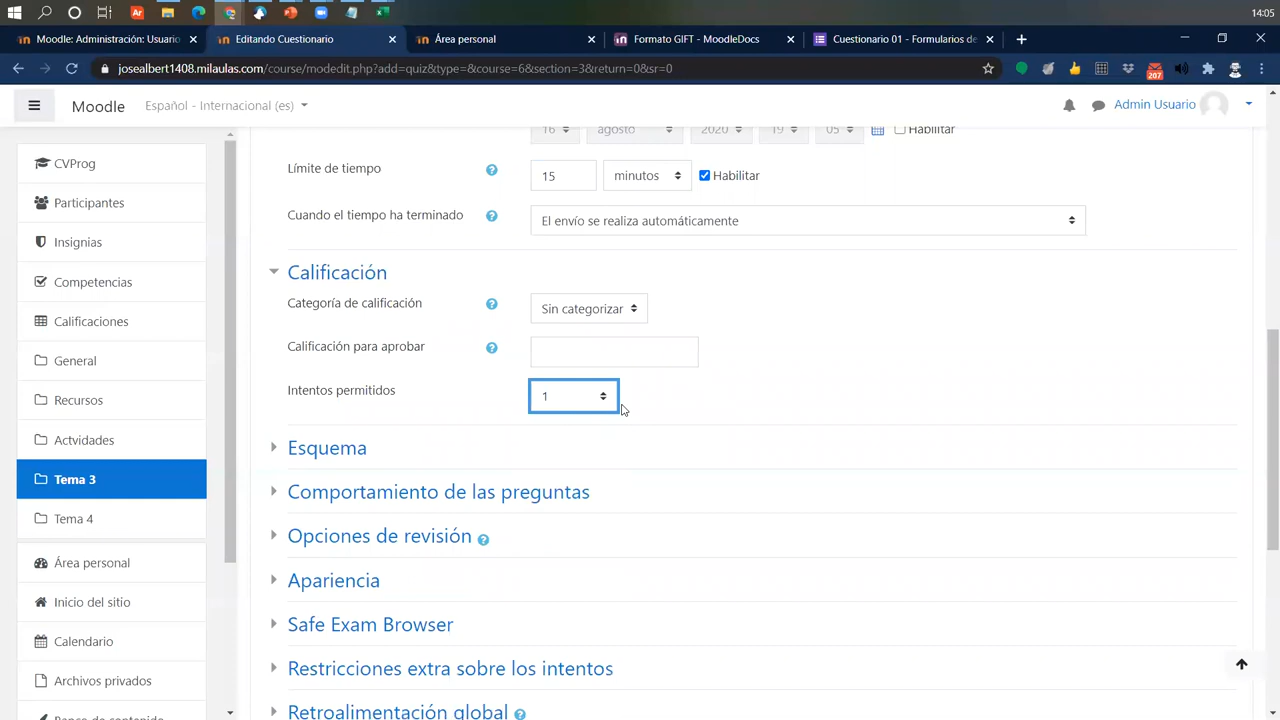 14:05
Moodle: Administración: Usuario
Editando Cuestionario
Área personal
Formato GIFT - MoodleDocs
Cuestionario 01 - Formularios de
josealbert1408.milaulas.com/course/modedit.php?add=quiz&type=&course=6&section=3&return=0&sr=0
207
Moodle
Español - Internacional (es)
Admin Usuario
CVProg
Participantes
Insignias
Competencias
Calificaciones
General
Recursos
Actvidades
Tema 3
Tema 4
Área personal
Inicio del sitio
Calendario
Archivos privados
Banco de contenido
16 agosto 2020 19 05 Habilitar
Límite de tiempo 15 minutos Habilitar
Cuando el tiempo ha terminado El envío se realiza automáticamente
Calificación
Categoría de calificación Sin categorizar
Calificación para aprobar
Intentos permitidos 1
Esquema
Comportamiento de las preguntas
Opciones de revisión
Apariencia
Safe Exam Browser
Restricciones extra sobre los intentos
Retroalimentación global